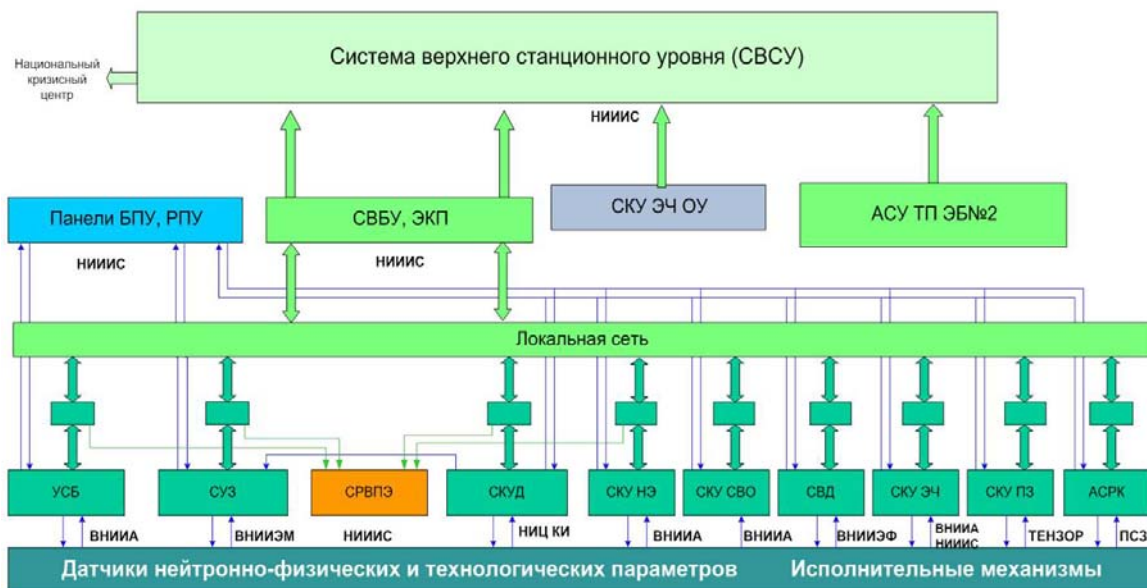 Система верхнего станционного уровня (СВСУ)
Национальный
кризисный
центр
НИИИС
Панели БПУ, РПУ
СВБУ, ЭКП
СКУ ЭЧ ОУ
АСУ ТП ЭБ№2
НИИИС
НИИИС
Локальная сеть
УСБ
СУЗ
СРВПЭ
СКУД
СКУ НЭ
СКУ СВО
СВД
СКУ ЭЧ
СКУ ПЗ
АСРК
ВНИИА
ВНИИЭМ
НИИИС
НИЦ КИ
ВНИИА
ВНИИА
ВНИИЭФ
ВНИИА
НИИИС
ТЕНЗОР
ПСЗ
Датчики нейтронно-физических и технологических параметров
Исполнительные механизмы